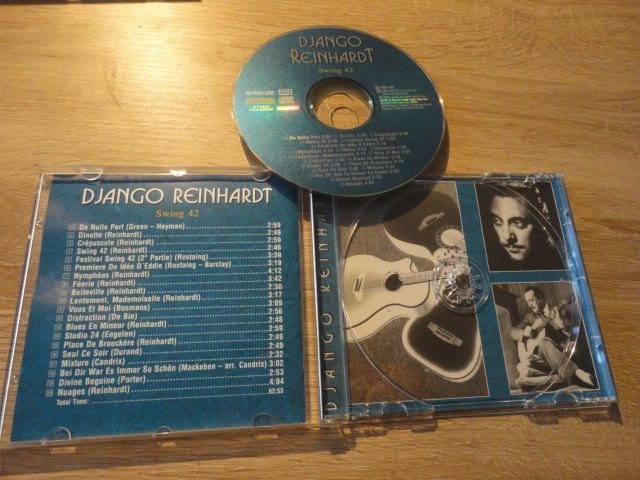 DJANGO
REINHARDT
Swing 42
DJANGO REINHARDT
Swing 42
De Nulle Part (Green – Heyman) 2:59
Dinette (Reinhardt) 2:49
Crépuscule (Reinhardt) 2:59
Swing 42 (Reinhardt) 2:46
Festival Swing 42 (2° Partie) (Rostaing) 3:39
Premiere De Idée D'Eddie (Rostaing – Barclay) 3:19
Nymphéas (Reinhardt) 4:12
Féerie (Reinhardt) 3:42
Belleville (Reinhardt) 2:30
Lentement, Mademoiselle (Reinhardt) 3:17
Vous Et Moi (Bosmans) 3:09
Distraction (De Bie) 2:56
Blues En Mineur (Reinhardt) 2:48
Studio 24 (Engelen) 2:59
Place De Brouckére (Reinhardt) 2:49
Seul Ce Soir (Durand) 2:49
Mixture (Candrix) 2:32
Bei Dir War Es Immer So Schön (Mackeben – arr. Candrix) 3:02
Divine Beguine (Porter) 2:53
Nuages (Reinhardt) 4:04
Total Time: 62:53
DJANGO REINHARDT